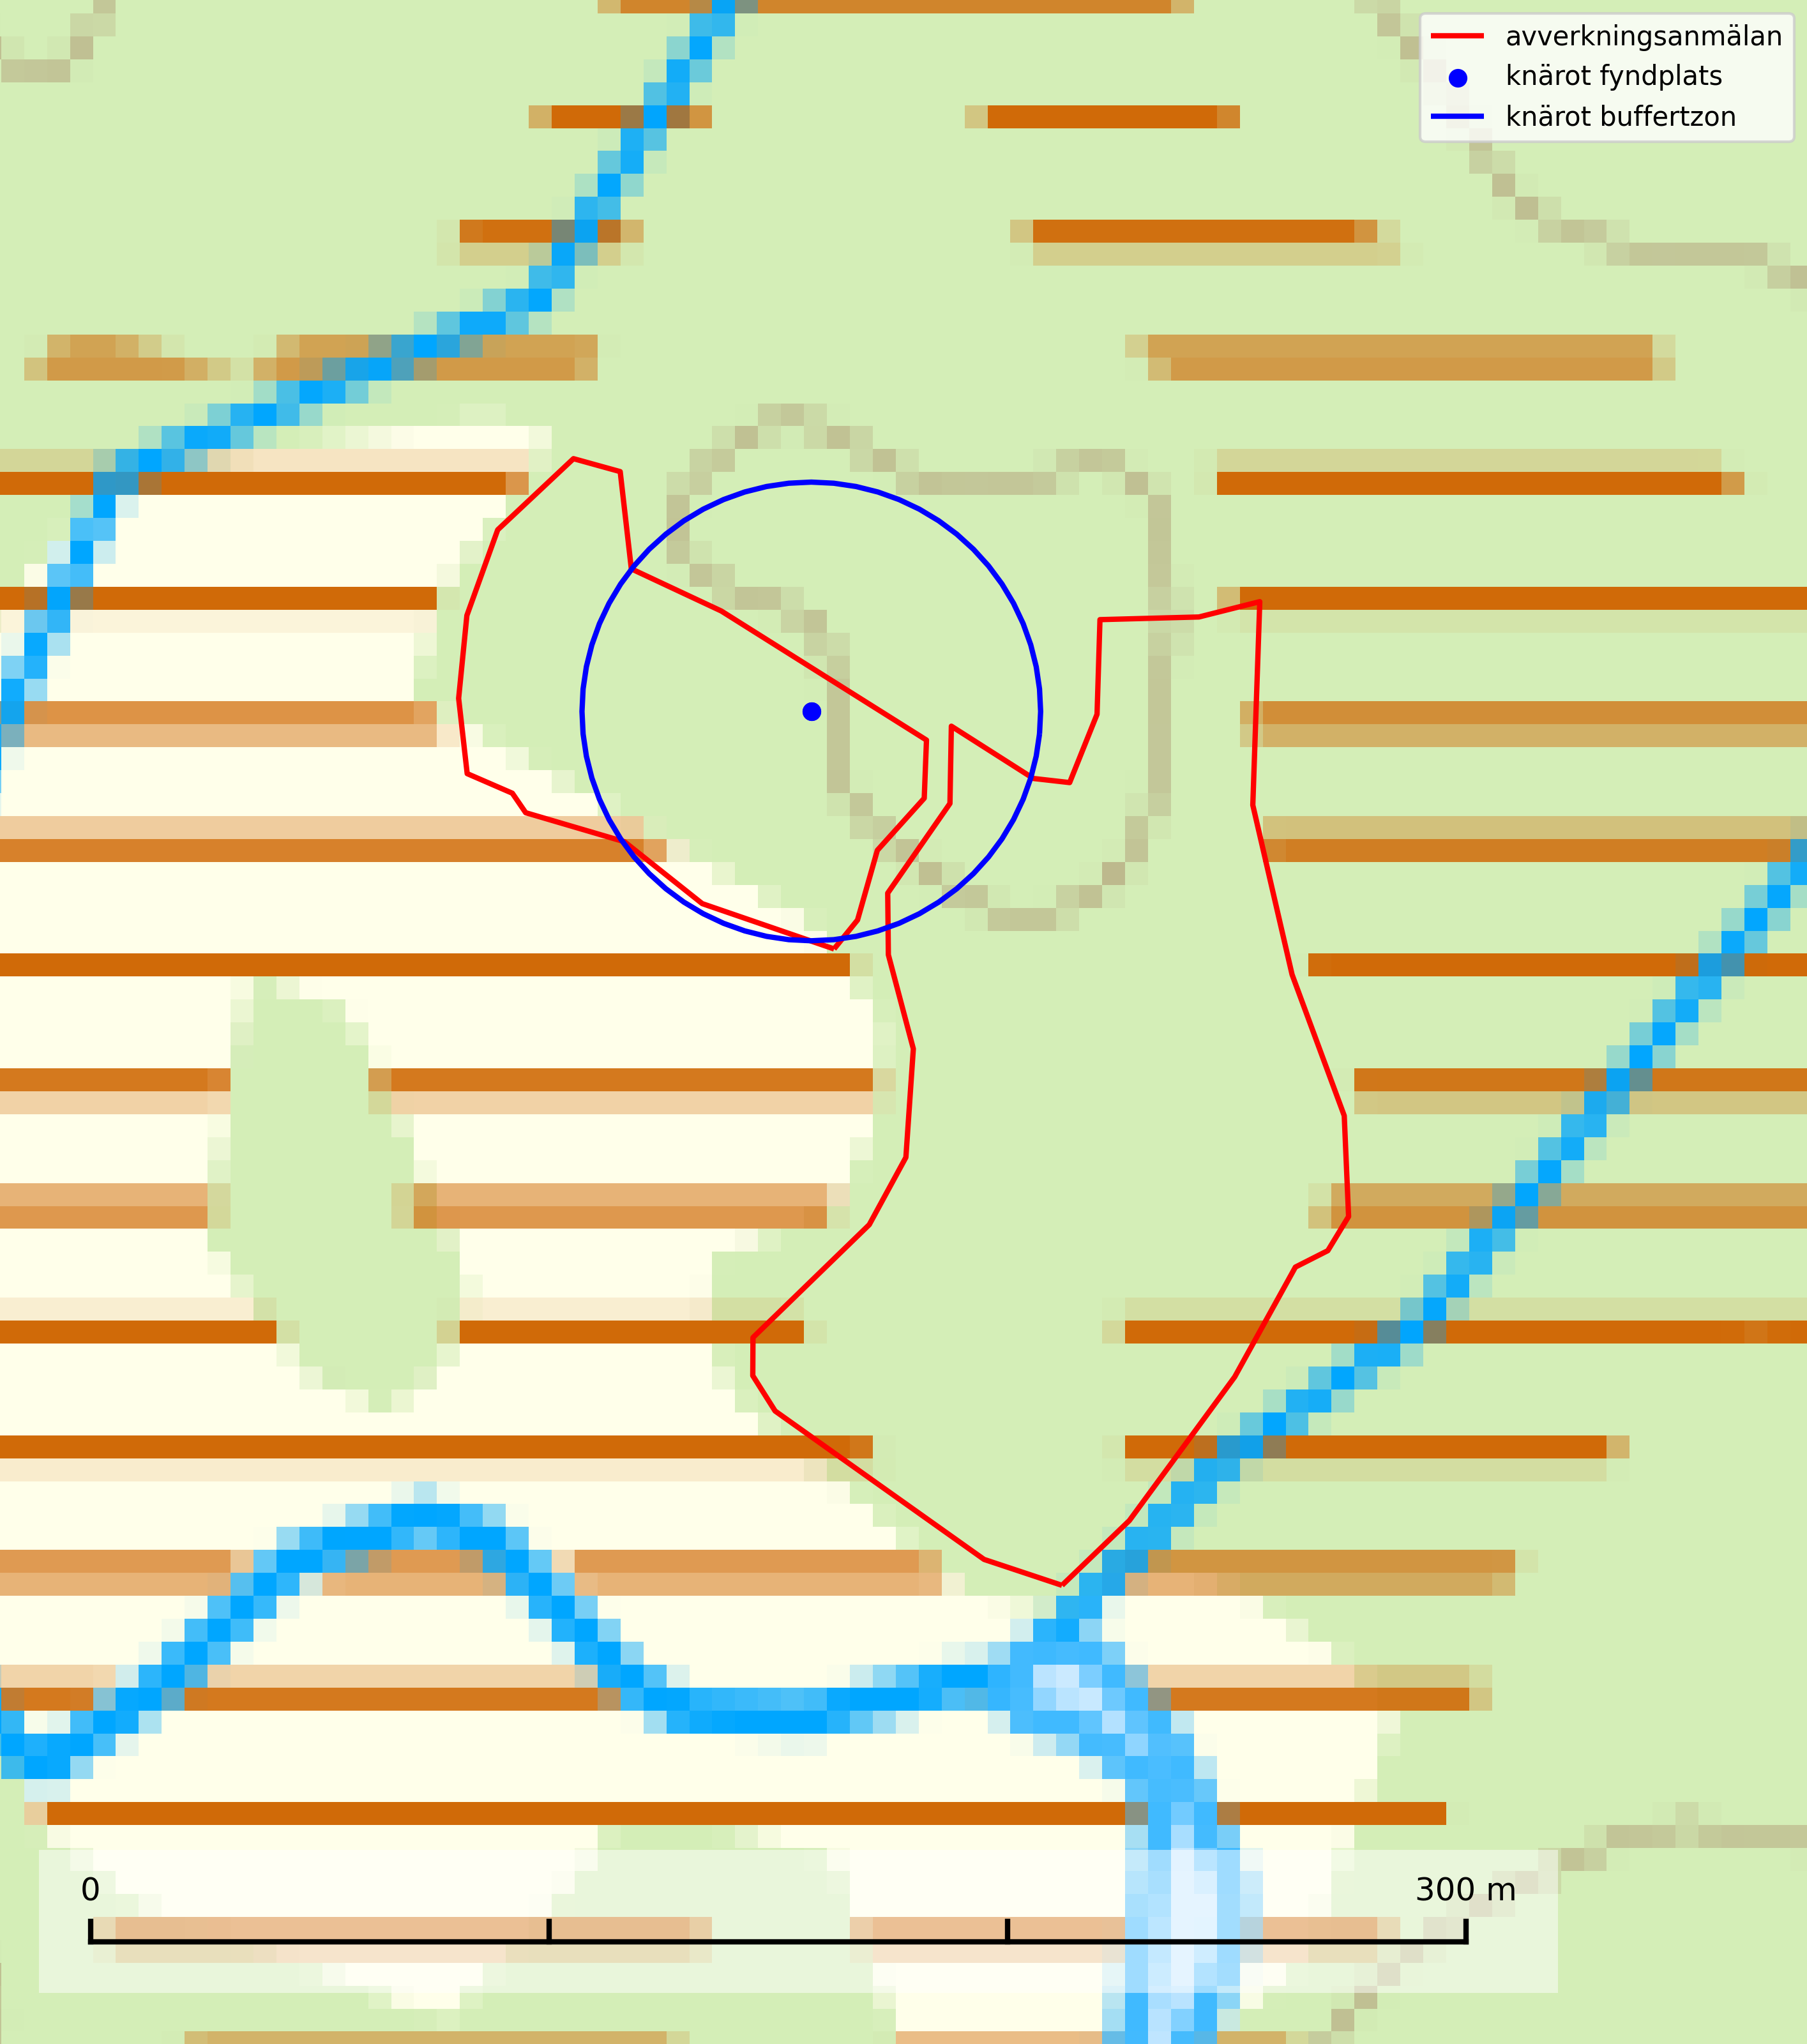 avverkningsanmälan
knärot fyndplats
knärot buffertzon
0
300 m